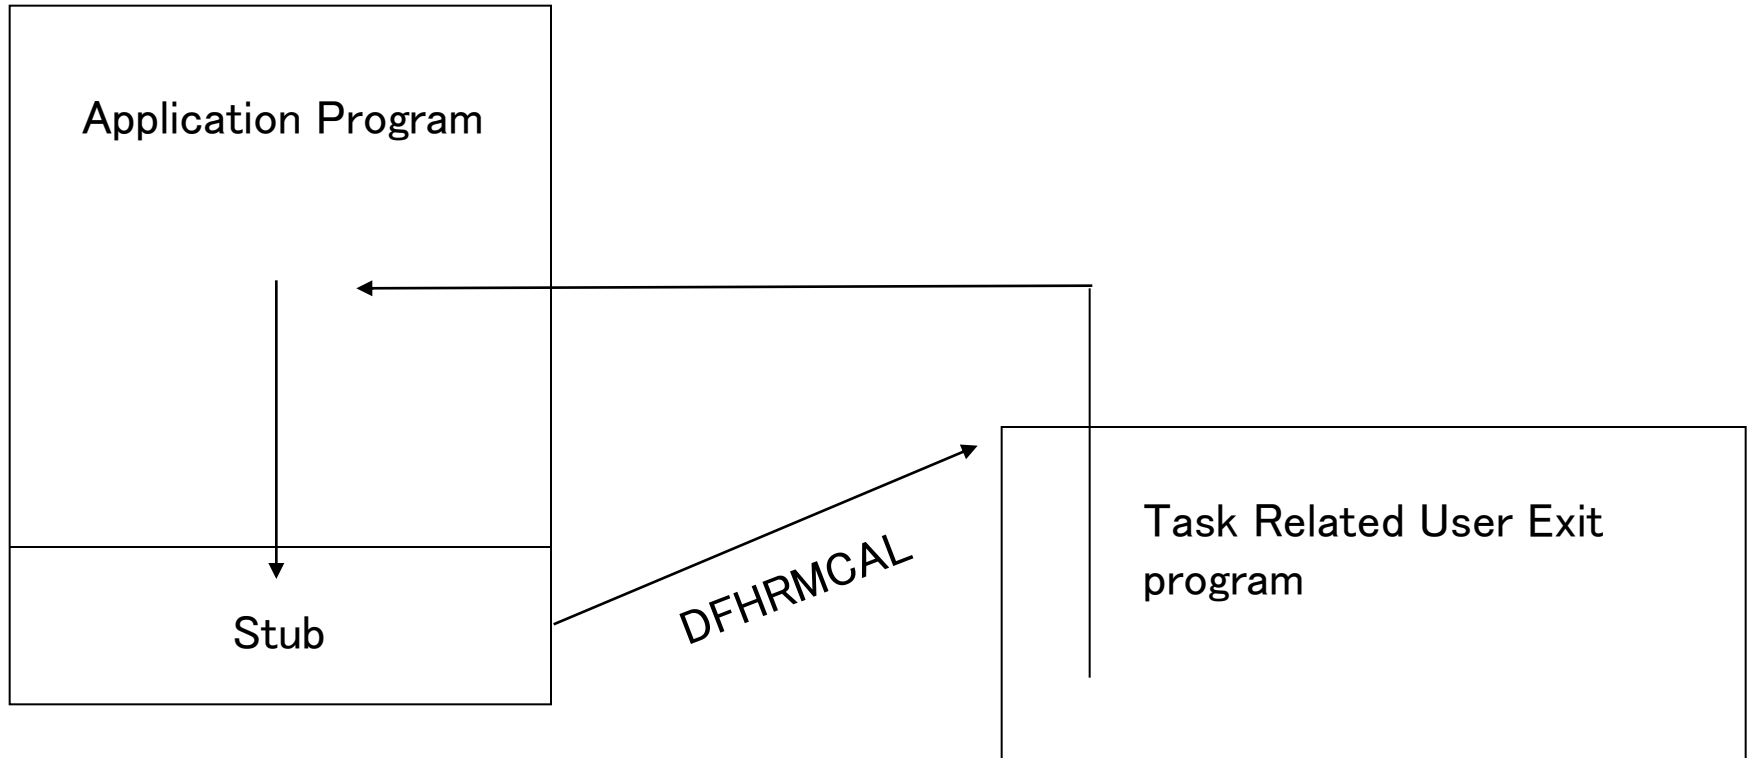 Application Program
Stub
DFHRMCAL
Task Related User Exit
program